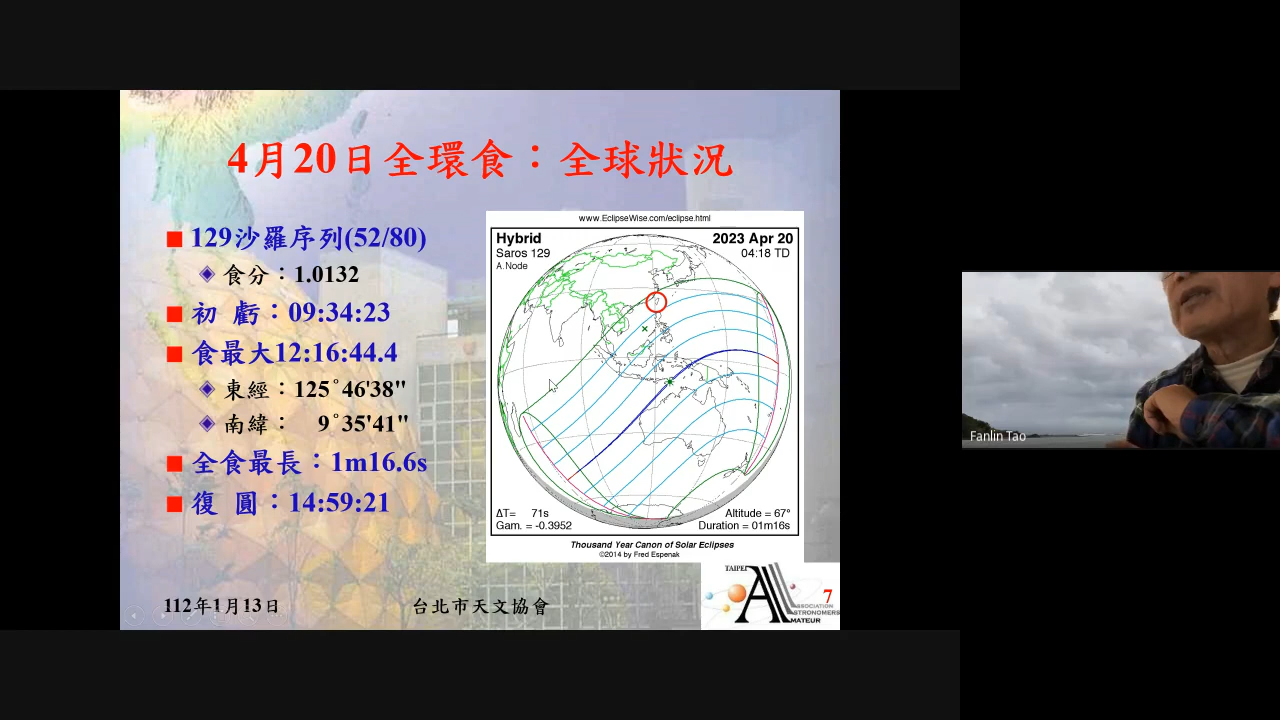 4月20日全環食：全球狀況
129沙羅序列(52/80)
食分：1.0132
初 虧：09:34:23
食最大12:16:44.4
東經：125°46'38"
南緯： 9°35'41"
全食最長：1m16.6s
復 圓：14:59:21
www.EclipseWise.com/eclipse.html
Hybrid
2023 Apr 20
Saros 129
04:18 TD
A.Node
ΔT= 71s
Altitude = 67°
Gam. = -0.3952
Duration = 01m16s
Thousand Year Canon of Solar Eclipses
©2014 by Fred Espenak
112年1月13日
台北市天文協會
TAIPEI
A
SSOCIATION
STRONOMERS
MATEUR
7
Fanlin Tao